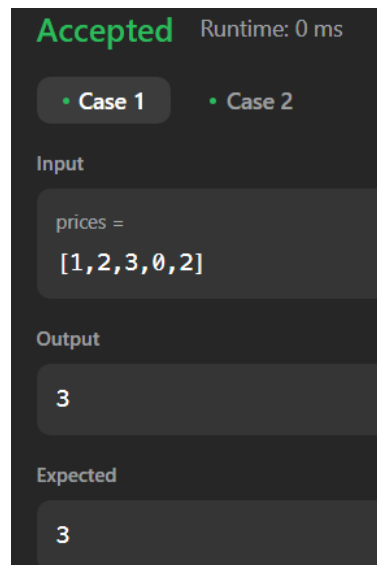 Accepted Runtime: 0 ms
• Case 1 • Case 2
Input
prices =
[1,2,3,0,2]
Output
3
Expected
3